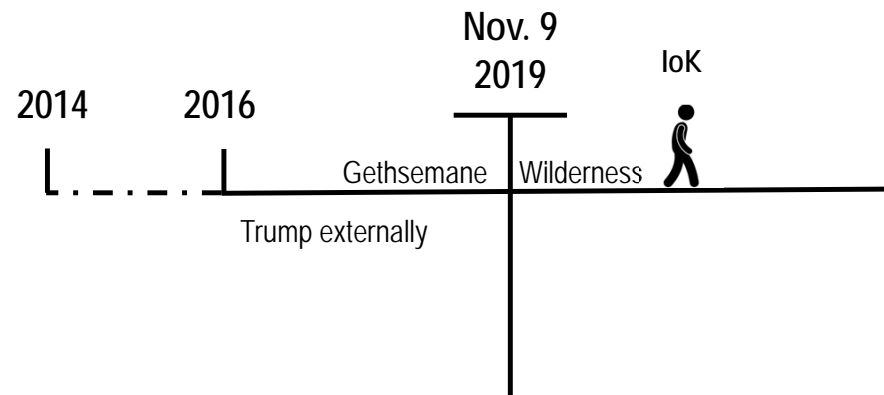 Nov. 9
2019
IoK
2014
2016
Gethsemane
Wilderness
Trump externally